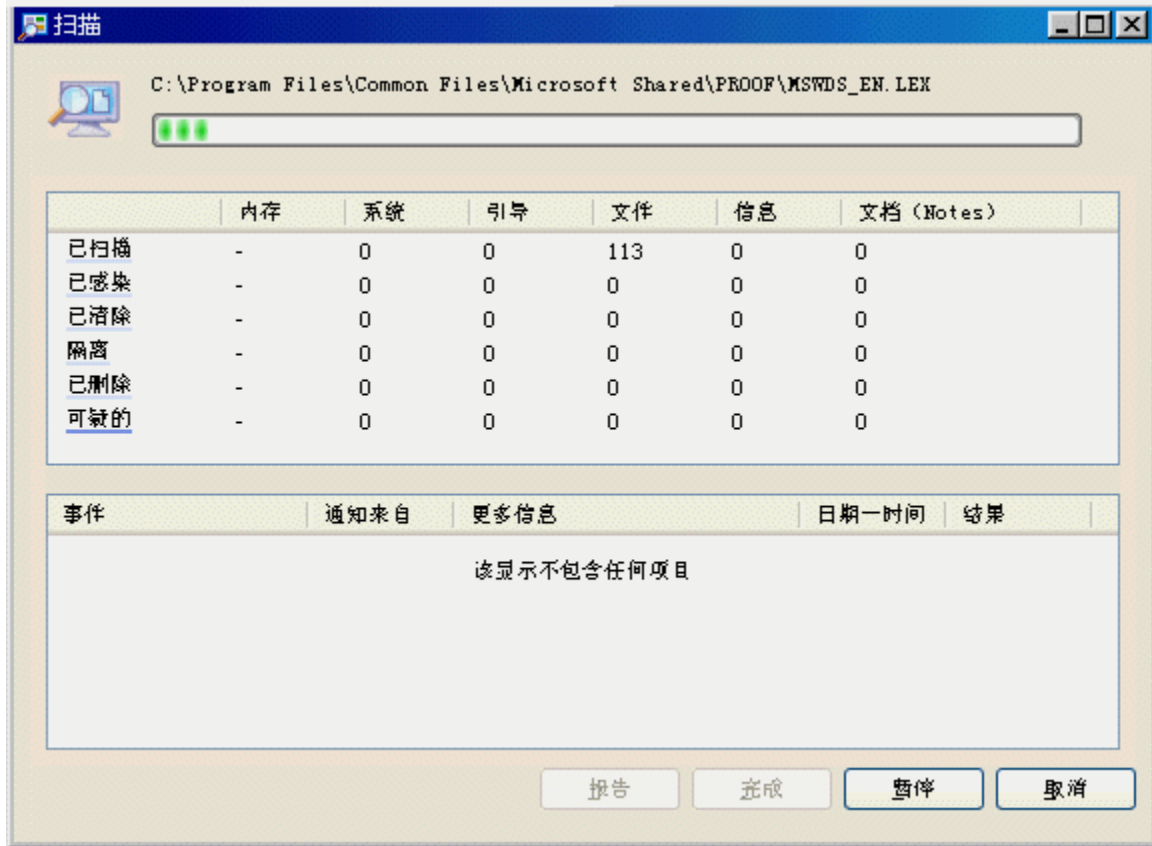 扫描
C:\Program Files\Common Files\Microsoft Shared\PROOF\MSWDS_EN.LEX
内存 系统 引导 文件 信息 文档（Notes）
已扫描 - 0 0 113 0 0
已感染 - 0 0 0 0 0
已清除 - 0 0 0 0 0
隔离 - 0 0 0 0 0
已删除 - 0 0 0 0 0
可疑的 - 0 0 0 0 0
事件 通知来自 更多信息 日期一时间 结果
该显示不包含任何项目
报告 完成 暂停 取消